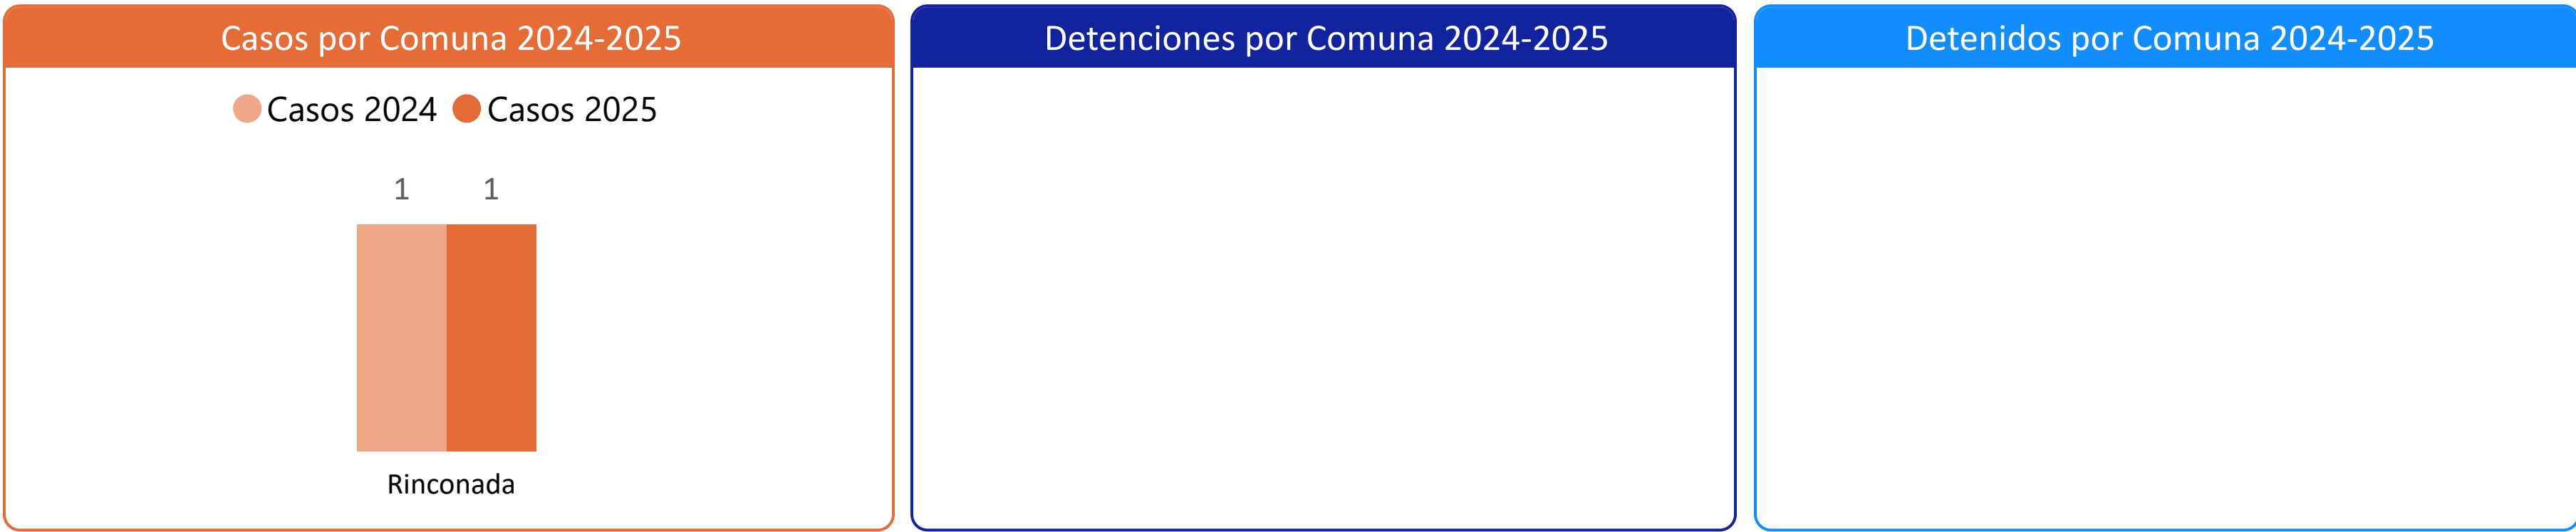 Casos por Comuna 2024-2025
Casos 2024 Casos 2025
1 1
Rinconada
Detenciones por Comuna 2024-2025
Detenidos por Comuna 2024-2025